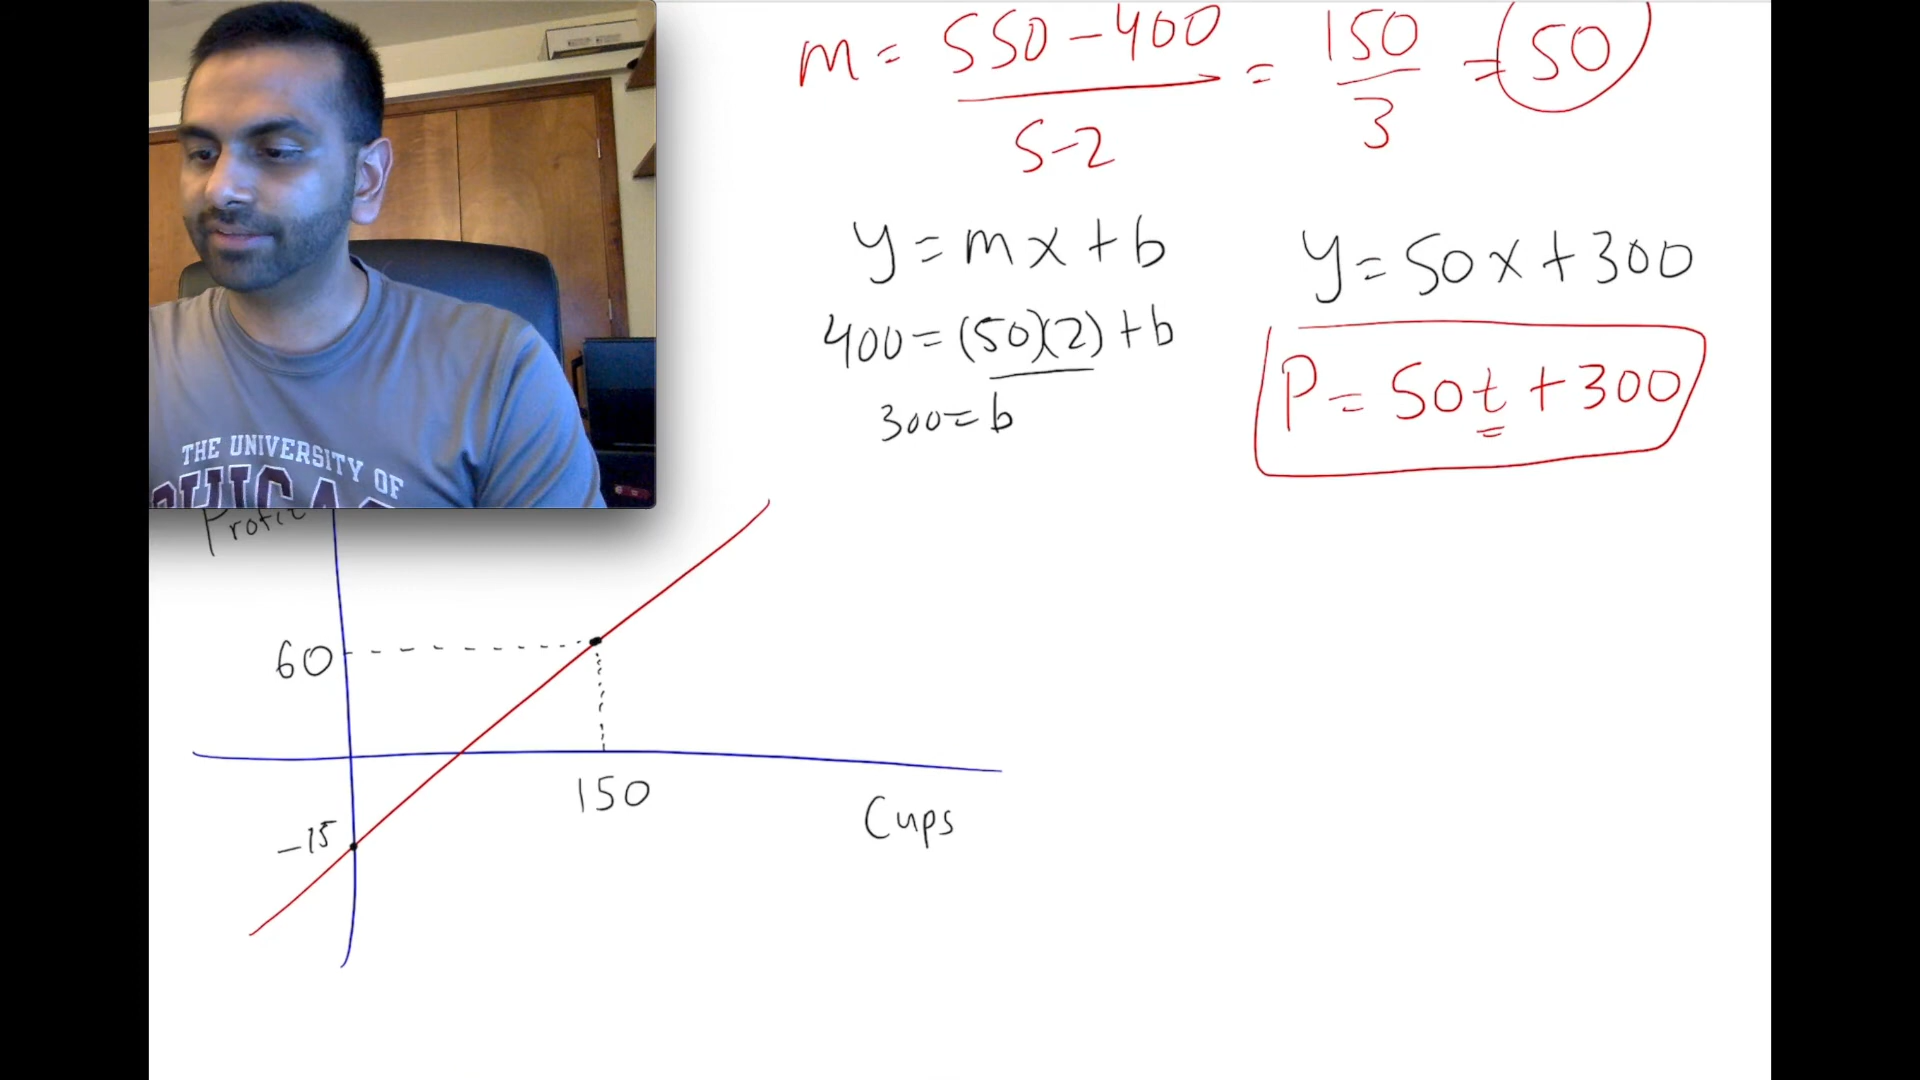 m = 550-400 / 5-2 = 150 / 3 = 50
y = mx + b
y = 50x + 300
400 = (50)(2) + b
P = 50t + 300
300 = b
THE UNIVERSITY OF
Profit
60
150
Cups
-15